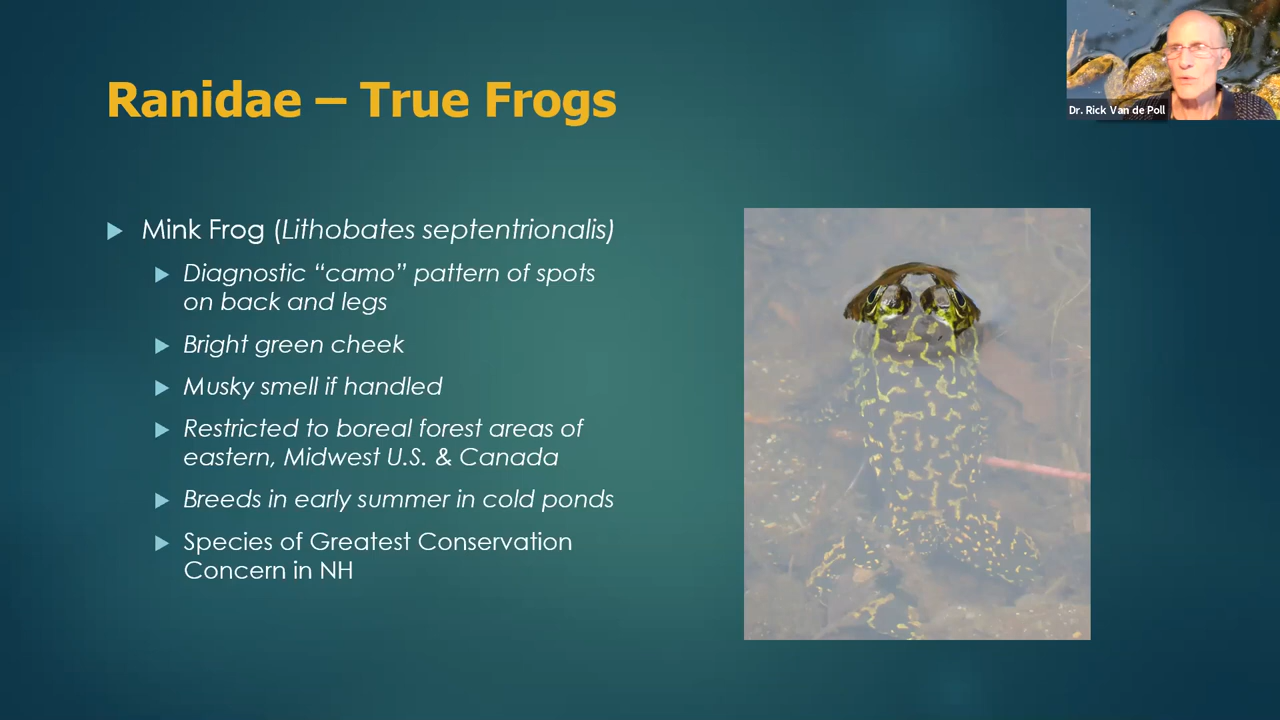 Ranidae – True Frogs
Dr. Rick Van de Poll
Mink Frog (Lithobates septentrionalis)
Diagnostic “camo” pattern of spots
on back and legs
Bright green cheek
Musky smell if handled
Restricted to boreal forest areas of
eastern, Midwest U.S. & Canada
Breeds in early summer in cold ponds
Species of Greatest Conservation
Concern in NH